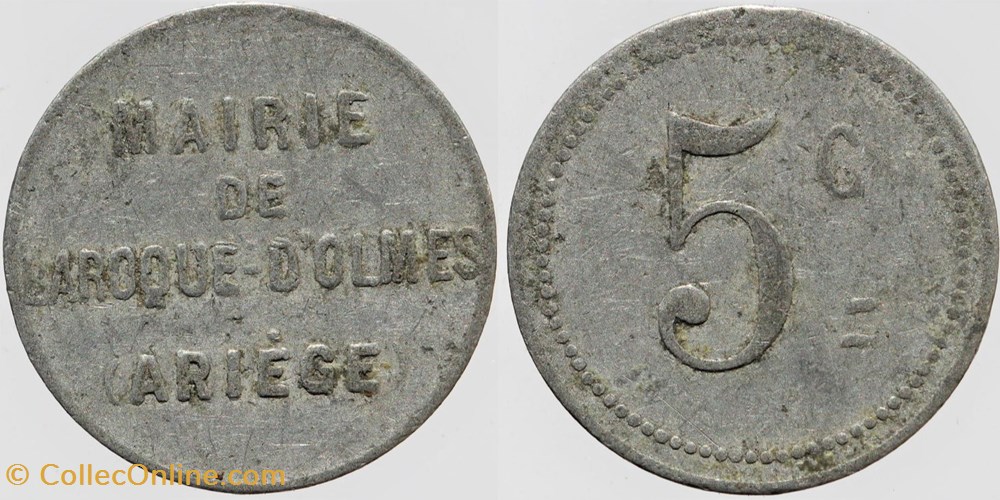 MAIRIE
DE
LAROQUE-D'OLMES
(ARIÈGE)
5 C
=
© CollecOnline.com